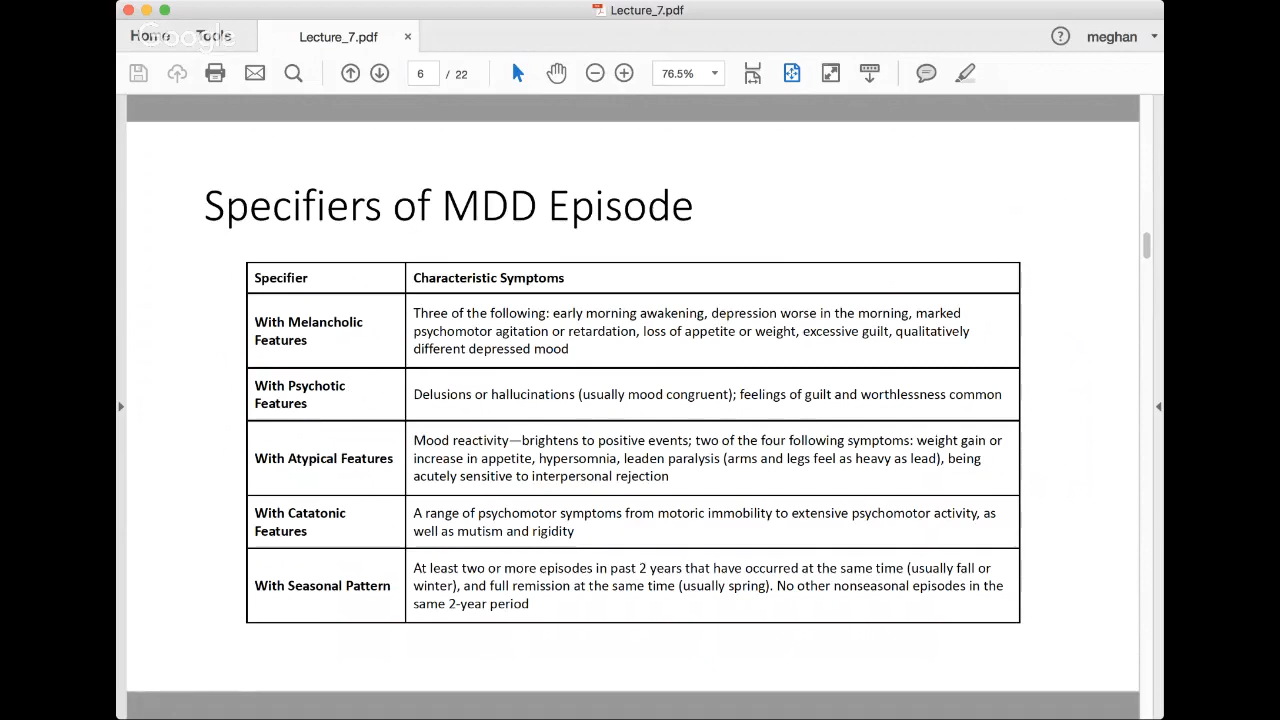 Lecture_7.pdf
Home
Tools
Google
Lecture_7.pdf ×
? meghan
6 / 22
76.5%
Specifiers of MDD Episode
Specifier
Characteristic Symptoms
With Melancholic
Features
Three of the following: early morning awakening, depression worse in the morning, marked
psychomotor agitation or retardation, loss of appetite or weight, excessive guilt, qualitatively
different depressed mood
With Psychotic
Features
Delusions or hallucinations (usually mood congruent); feelings of guilt and worthlessness common
With Atypical Features
Mood reactivity—brightens to positive events; two of the four following symptoms: weight gain or
increase in appetite, hypersomnia, leaden paralysis (arms and legs feel as heavy as lead), being
acutely sensitive to interpersonal rejection
With Catatonic
Features
A range of psychomotor symptoms from motoric immobility to extensive psychomotor activity, as
well as mutism and rigidity
With Seasonal Pattern
At least two or more episodes in past 2 years that have occurred at the same time (usually fall or
winter), and full remission at the same time (usually spring). No other nonseasonal episodes in the
same 2-year period